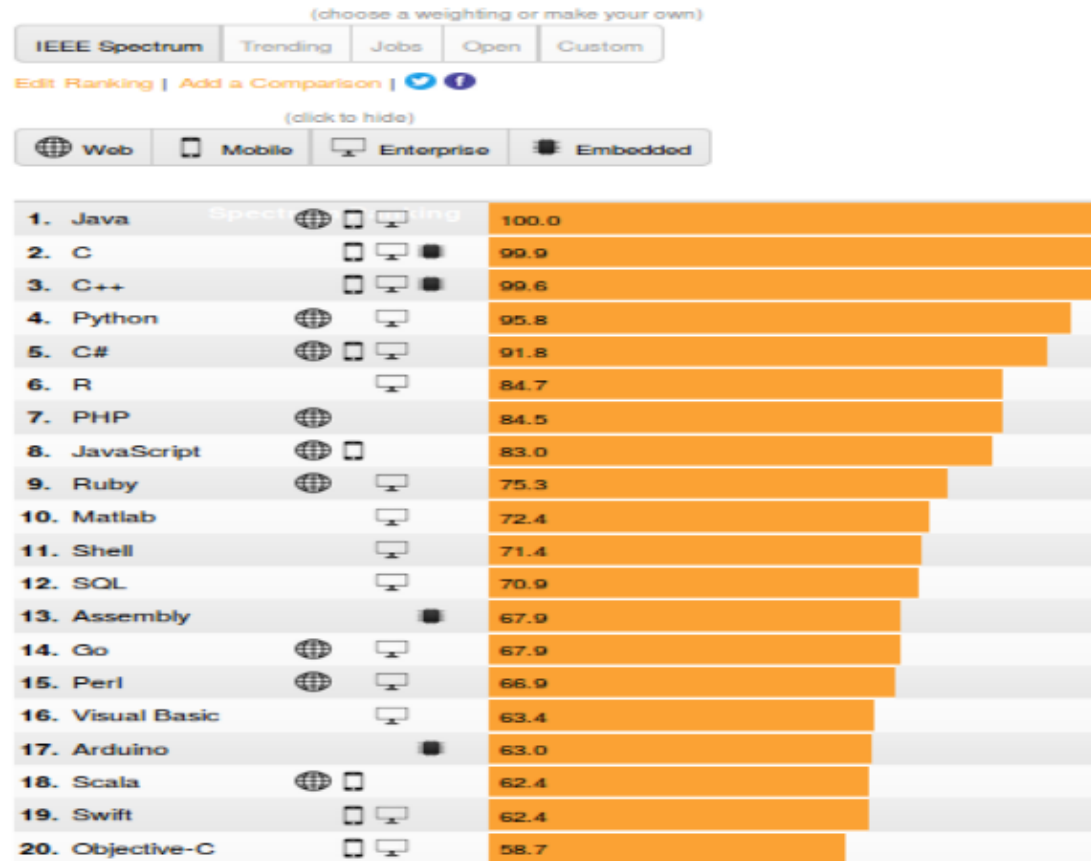 (choose a weighting or make your own)
IEEE Spectrum Trending Jobs Open Custom
Edit Ranking | Add a Comparison |
(click to hide)
Web Mobile Enterprise Embedded
Spectrum Ranking
1. Java 100.0
2. C 99.9
3. C++ 99.6
4. Python 95.8
5. C# 91.8
6. R 84.7
7. PHP 84.5
8. JavaScript 83.0
9. Ruby 75.3
10. Matlab 72.4
11. Shell 71.4
12. SQL 70.9
13. Assembly 67.9
14. Go 67.9
15. Perl 66.9
16. Visual Basic 63.4
17. Arduino 63.0
18. Scala 62.4
19. Swift 62.4
20. Objective-C 58.7